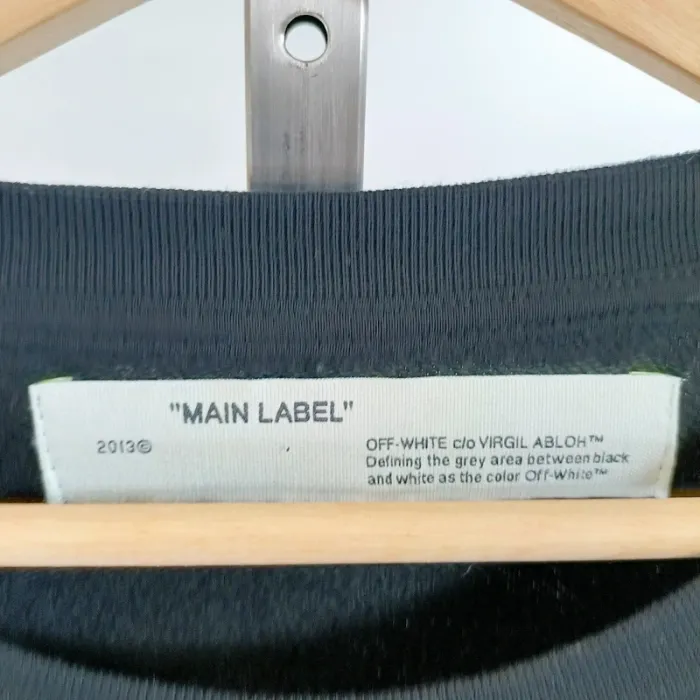 "MAIN LABEL"
2013©
OFF-WHITE c/o VIRGIL ABLOH™
Defining the grey area between black
and white as the color Off-White™